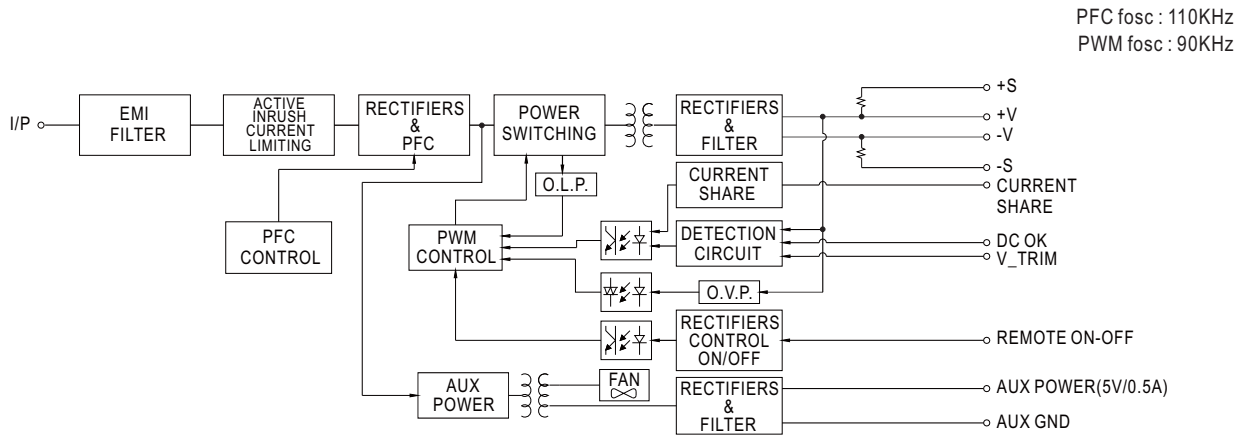 PFC fosc : 110KHz
PWM fosc : 90KHz
I/P
EMI
FILTER
ACTIVE
INRUSH
CURRENT
LIMITING
RECTIFIERS
&
PFC
POWER
SWITCHING
RECTIFIERS
&
FILTER
+S
+V
-V
-S
O.L.P.
CURRENT
SHARE
CURRENT
SHARE
PFC
CONTROL
PWM
CONTROL
DETECTION
CIRCUIT
DC OK
V_TRIM
O.V.P.
RECTIFIERS
CONTROL
ON/OFF
REMOTE ON-OFF
AUX
POWER
FAN
RECTIFIERS
&
FILTER
AUX POWER(5V/0.5A)
AUX GND